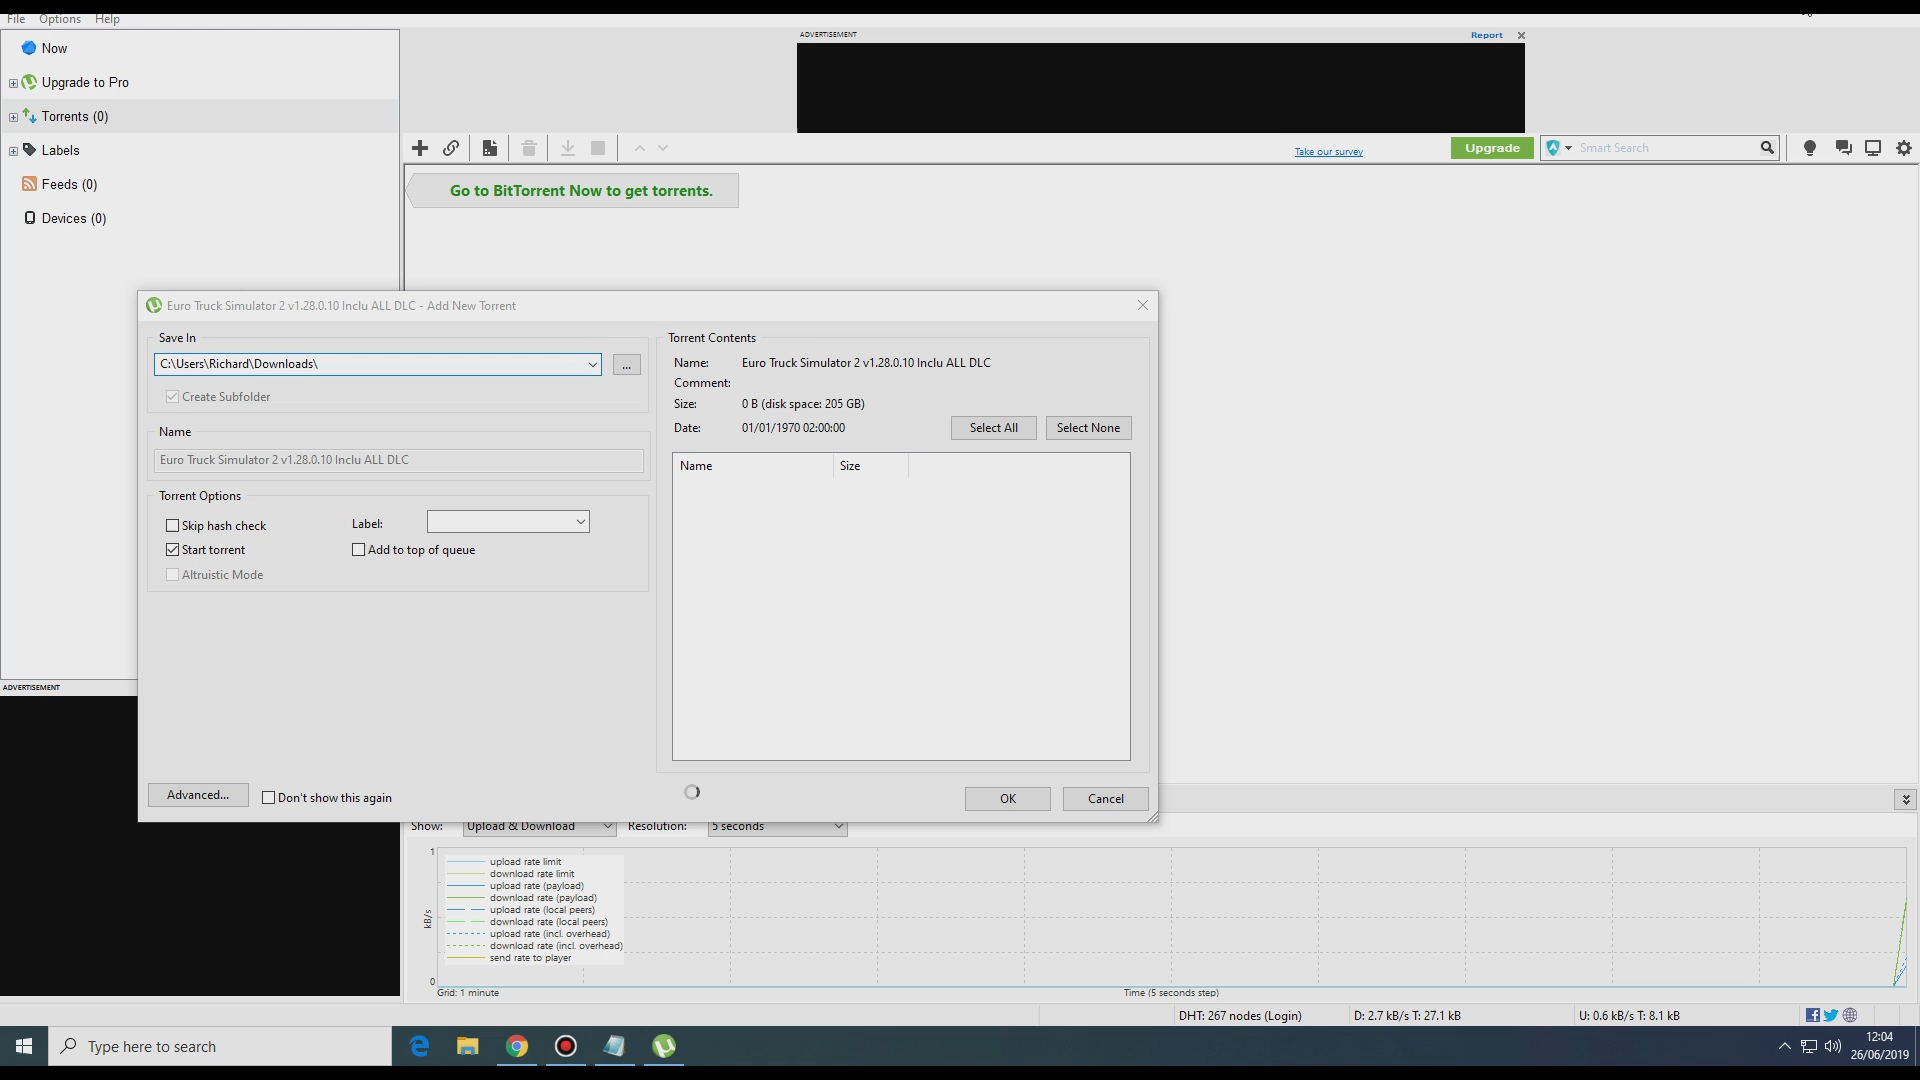 File Options Help
ADVERTISEMENT
Report
Now
Upgrade to Pro
Torrents (0)
Labels
Feeds (0)
Devices (0)
Take our survey
Upgrade
Smart Search
Go to BitTorrent Now to get torrents.
Euro Truck Simulator 2 v1.28.0.10 Inclu ALL DLC - Add New Torrent
Save In
C:\Users\Richard\Downloads\
...
Create Subfolder
Name
Euro Truck Simulator 2 v1.28.0.10 Inclu ALL DLC
Torrent Options
Skip hash check
Label:
Start torrent
Add to top of queue
Altruistic Mode
Torrent Contents
Name: Euro Truck Simulator 2 v1.28.0.10 Inclu ALL DLC
Comment:
Size: 0 B (disk space: 205 GB)
Date: 01/01/1970 02:00:00
Select All
Select None
Name Size
Advanced...
Don't show this again
OK
Cancel
ADVERTISEMENT
Show: Upload & Download Resolution: 5 seconds
1
upload rate limit
download rate limit
upload rate (payload)
download rate (payload)
upload rate (local peers)
download rate (local peers)
upload rate (incl. overhead)
download rate (incl. overhead)
send rate to player
kB/s
0
Grid: 1 minute
Time (5 seconds step)
DHT: 267 nodes (Login)
D: 2.7 kB/s T: 27.1 kB
U: 0.6 kB/s T: 8.1 kB
Type here to search
12:04
26/06/2019